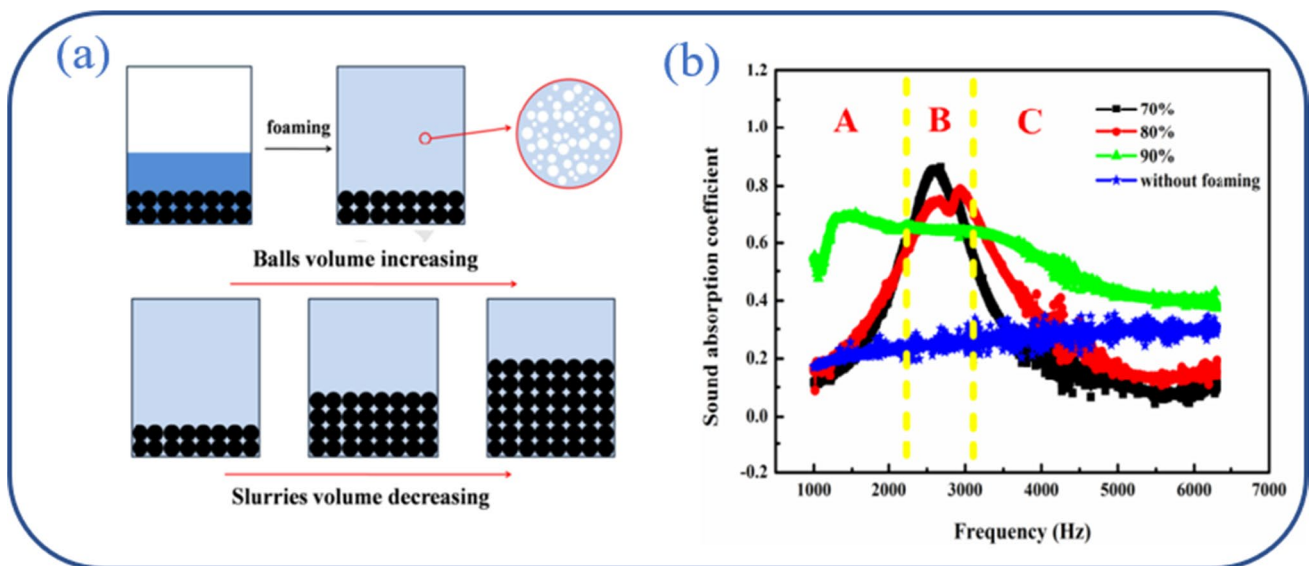 (a)
foaming
Balls volume increasing
Slurries volume decreasing
(b)
1.2
1.0
0.8
0.6
0.4
0.2
0.0
-0.2
Sound absorption coefficient
A
B
C
70%
80%
90%
without foaming
1000 2000 3000 4000 5000 6000 7000
Frequency (Hz)